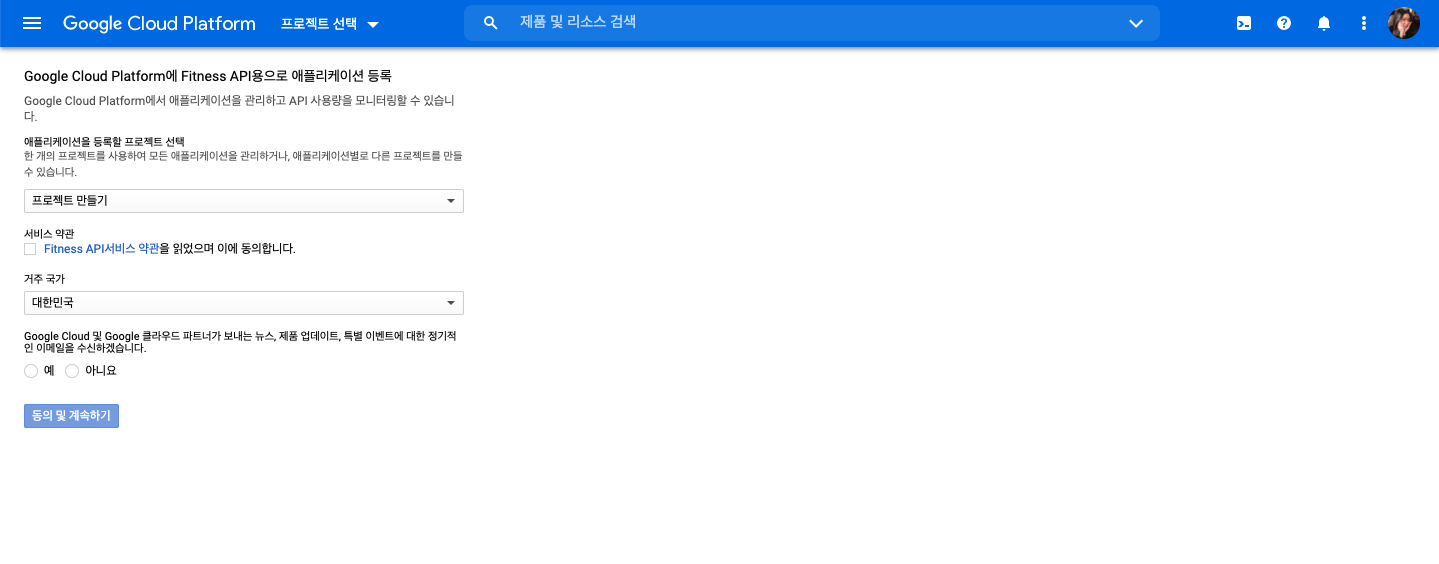 Google Cloud Platform
프로젝트 선택
제품 및 리소스 검색
Google Cloud Platform에 Fitness API용으로 애플리케이션 등록
Google Cloud Platform에서 애플리케이션을 관리하고 API 사용량을 모니터링할 수 있습니
다.
애플리케이션을 등록할 프로젝트 선택
한 개의 프로젝트를 사용하여 모든 애플리케이션을 관리하거나, 애플리케이션별로 다른 프로젝트를 만들
수 있습니다.
프로젝트 만들기
서비스 약관
Fitness API서비스 약관을 읽었으며 이에 동의합니다.
거주 국가
대한민국
Google Cloud 및 Google 클라우드 파트너가 보내는 뉴스, 제품 업데이트, 특별 이벤트에 대한 정기적
인 이메일을 수신하겠습니다.
예 아니요
동의 및 계속하기